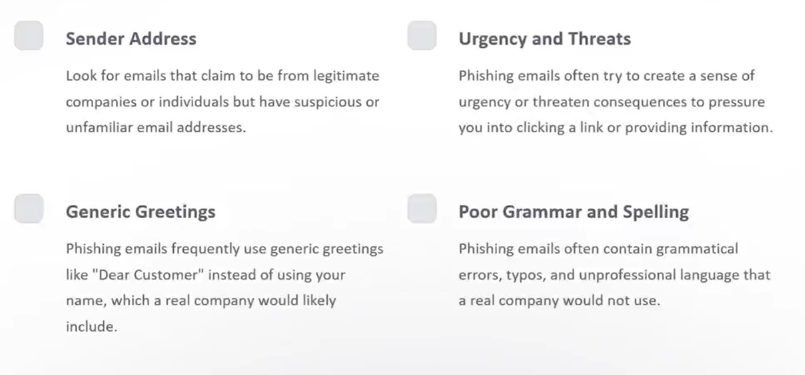 Sender Address
Look for emails that claim to be from legitimate
companies or individuals but have suspicious or
unfamiliar email addresses.
Urgency and Threats
Phishing emails often try to create a sense of
urgency or threaten consequences to pressure
you into clicking a link or providing information.
Generic Greetings
Phishing emails frequently use generic greetings
like "Dear Customer" instead of using your
name, which a real company would likely
include.
Poor Grammar and Spelling
Phishing emails often contain grammatical
errors, typos, and unprofessional language that
a real company would not use.